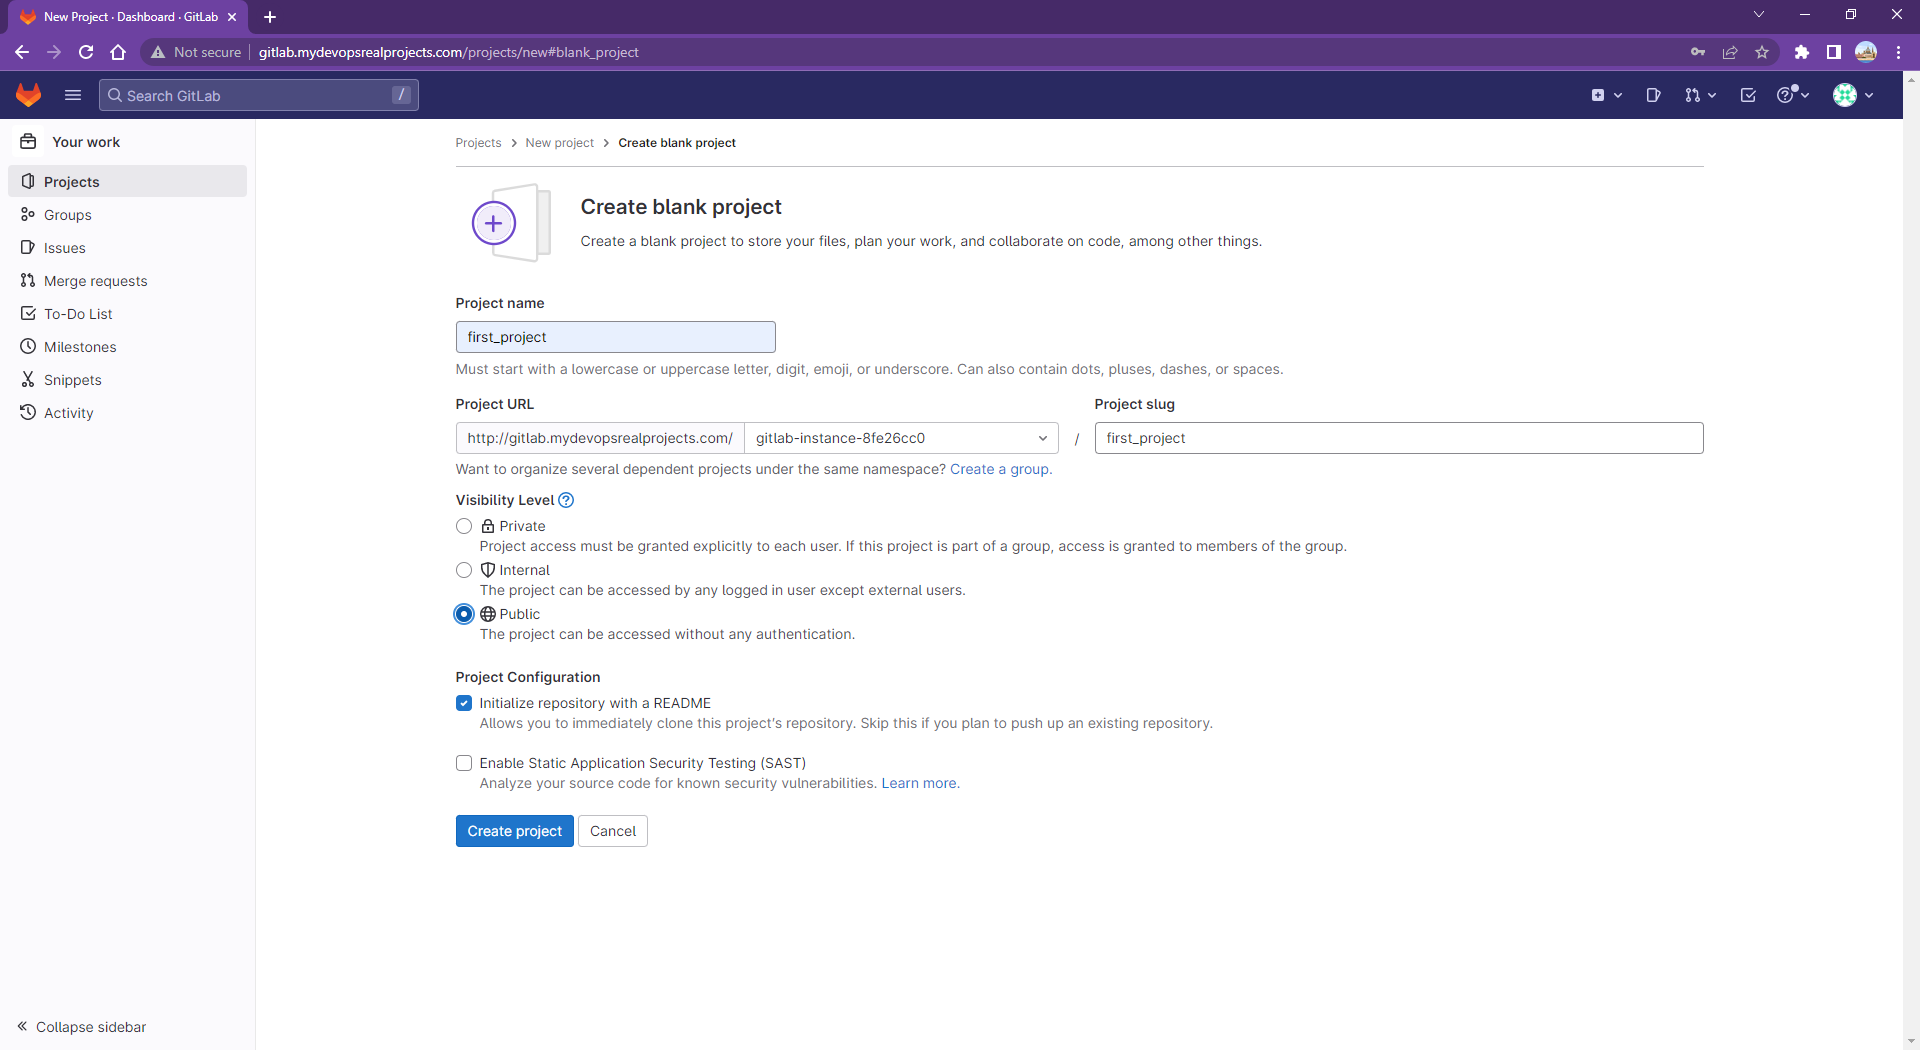 New Project · Dashboard · GitLab
Not secure
gitlab.mydevopsrealprojects.com/projects/new#blank_project
Search GitLab
/
Your work
Projects
Groups
Issues
Merge requests
To-Do List
Milestones
Snippets
Activity
Collapse sidebar
Projects > New project > Create blank project
Create blank project
Create a blank project to store your files, plan your work, and collaborate on code, among other things.
Project name
first_project
Must start with a lowercase or uppercase letter, digit, emoji, or underscore. Can also contain dots, pluses, dashes, or spaces.
Project URL
http://gitlab.mydevopsrealprojects.com/
gitlab-instance-8fe26cc0
/
Project slug
first_project
Want to organize several dependent projects under the same namespace? Create a group.
Visibility Level
Private
Project access must be granted explicitly to each user. If this project is part of a group, access is granted to members of the group.
Internal
The project can be accessed by any logged in user except external users.
Public
The project can be accessed without any authentication.
Project Configuration
Initialize repository with a README
Allows you to immediately clone this project's repository. Skip this if you plan to push up an existing repository.
Enable Static Application Security Testing (SAST)
Analyze your source code for known security vulnerabilities. Learn more.
Create project
Cancel